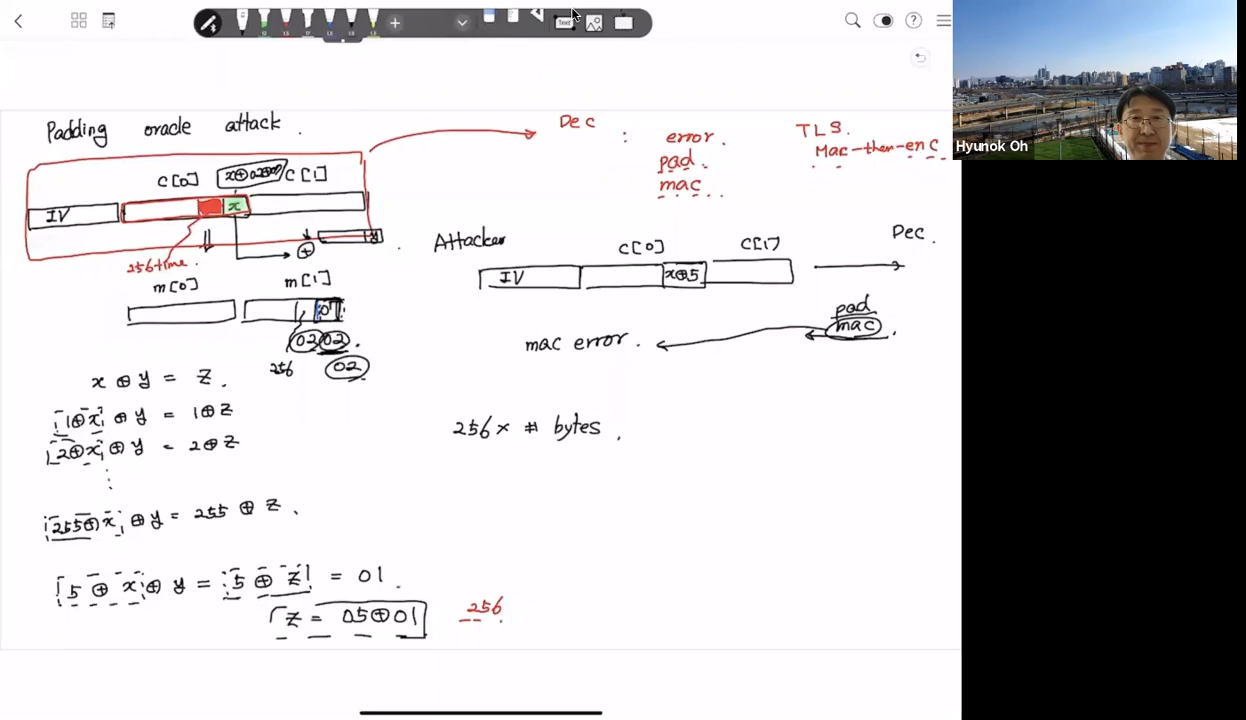 Text
Hyunok Oh
Padding oracle attack.
Dec : error.
pad.
mac
TLS.
Mac-then-enc
C[0] C[1]
IV x
y
256 time.
m[0] m[1]
01
02 02.
256 02
Attacker
C[0] C[1] Dec.
IV x⊕5
pad
mac.
mac error.
x ⊕ y = z.
1⊕x ⊕ y = 1⊕z
2⊕x ⊕ y = 2⊕z
⋮
255⊕x ⊕ y = 255 ⊕ z.
5 ⊕ x ⊕ y = 5 ⊕ z = 01.
z = 05⊕01
256
256 x # bytes.